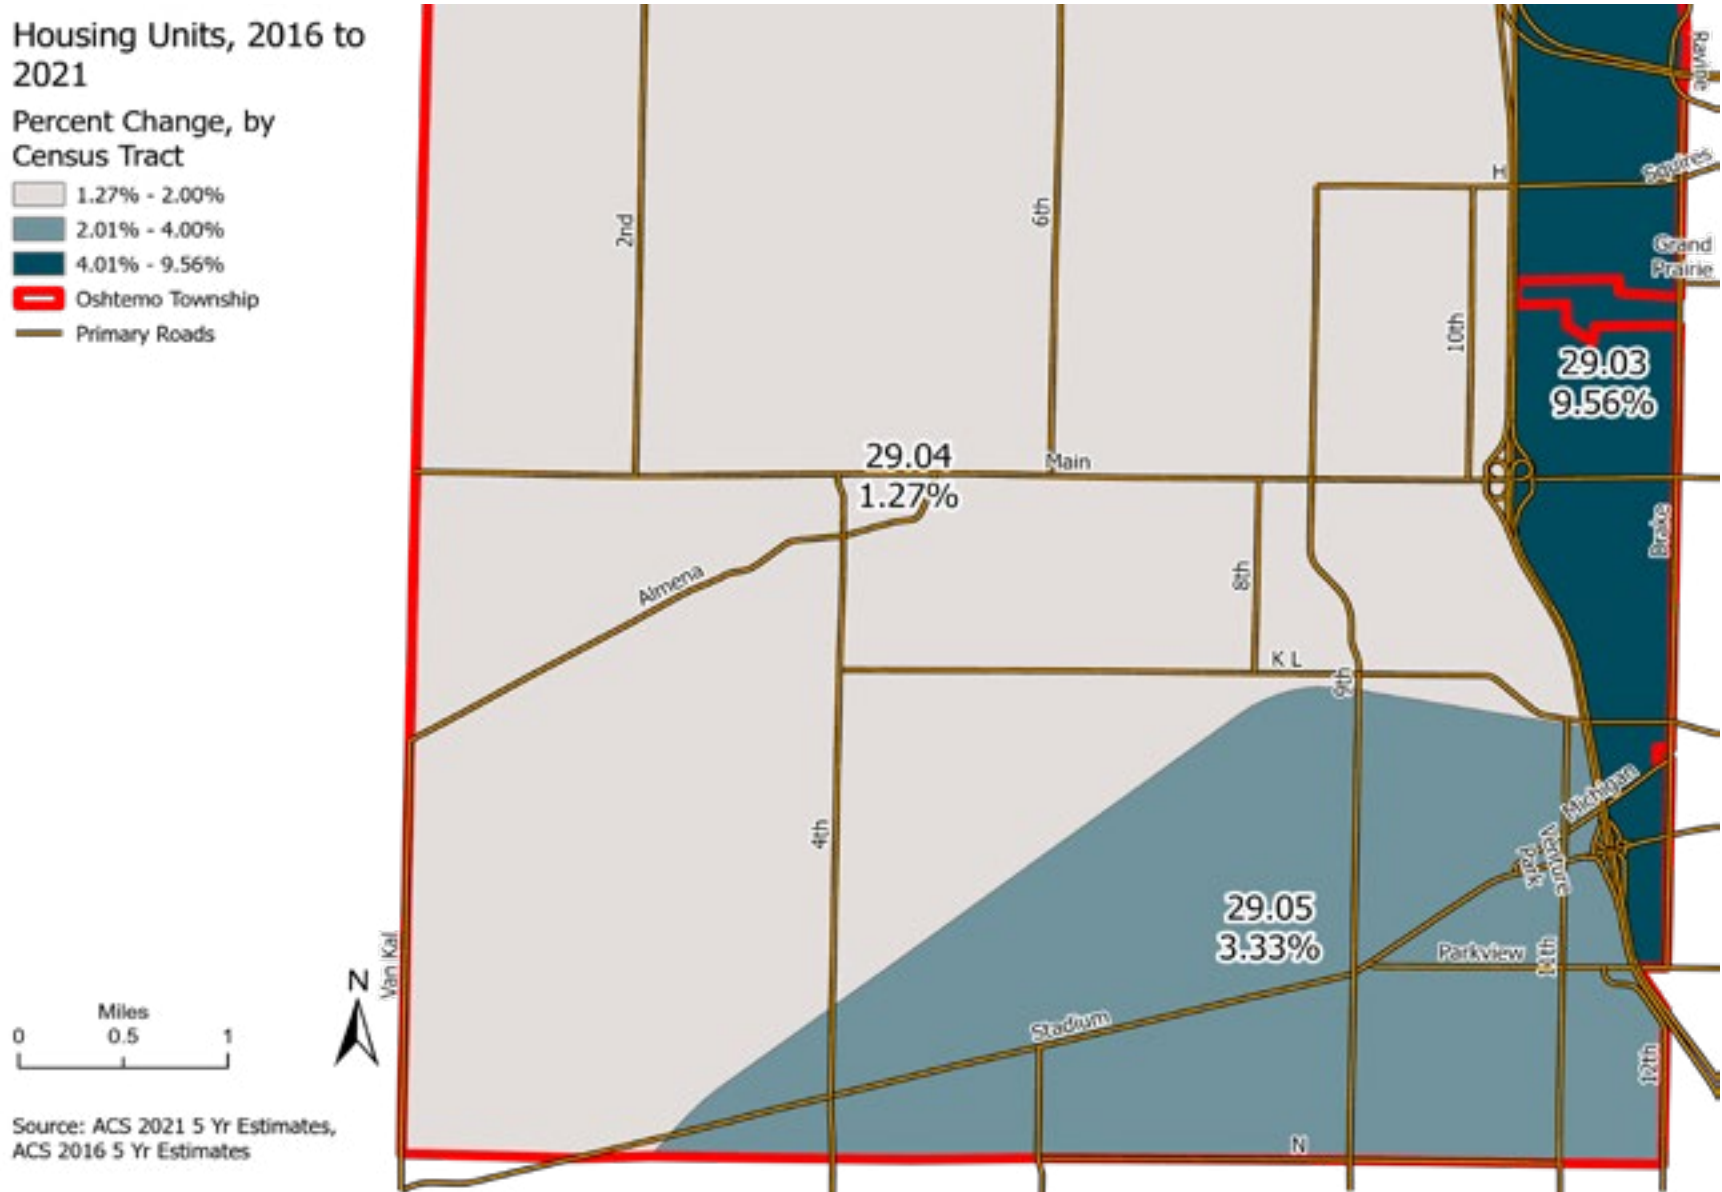 Housing Units, 2016 to
2021
Percent Change, by
Census Tract
1.27% - 2.00%
2.01% - 4.00%
4.01% - 9.56%
Oshtemo Township
Primary Roads
Ravine
H
Squires
2nd
6th
Grand
Prairie
10th
29.03
9.56%
29.04
1.27%
Main
Brake
8th
Almena
K L
9th
Michigan
4th
Venture
Park
29.05
3.33%
Parkview
11th
Van Kal
N
Stadium
12th
N
Miles
0 0.5 1
Source: ACS 2021 5 Yr Estimates,
ACS 2016 5 Yr Estimates